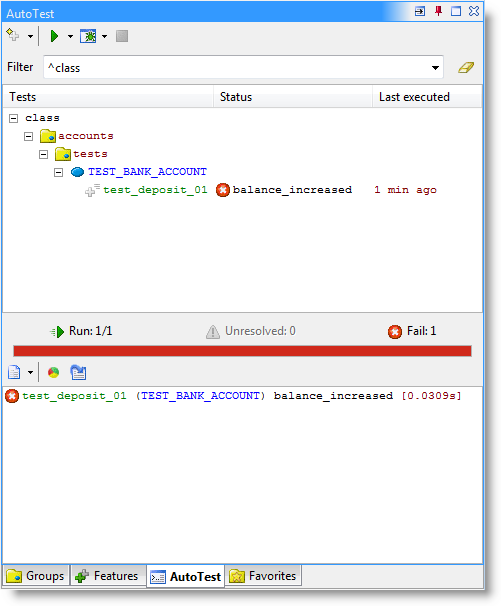 AutoTest
Filter ^class
Tests Status Last executed
class
accounts
tests
TEST_BANK_ACCOUNT
test_deposit_01 balance_increased 1 min ago
Run: 1/1 Unresolved: 0 Fail: 1
test_deposit_01 (TEST_BANK_ACCOUNT) balance_increased [0.0309s]
Groups Features AutoTest Favorites